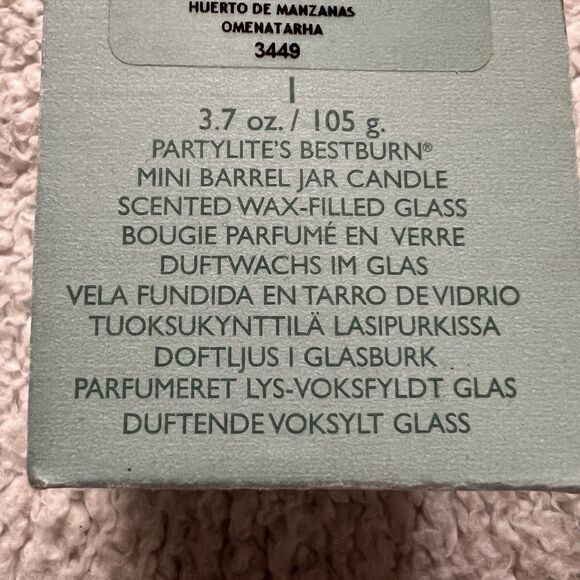 HUERTO DE MANZANAS
OMENATARHA
3449
1
3.7 oz. / 105 g.
PARTYLITE'S BESTBURN®
MINI BARREL JAR CANDLE
SCENTED WAX-FILLED GLASS
BOUGIE PARFUMÉ EN VERRE
DUFTWACHS IM GLAS
VELA FUNDIDA EN TARRO DE VIDRIO
TUOKSUKYNTTILÄ LASIPURKISSA
DOFTLJUS I GLASBURK
PARFUMERET LYS-VOKSFYLDT GLAS
DUFTENDE VOKSYLT GLASS